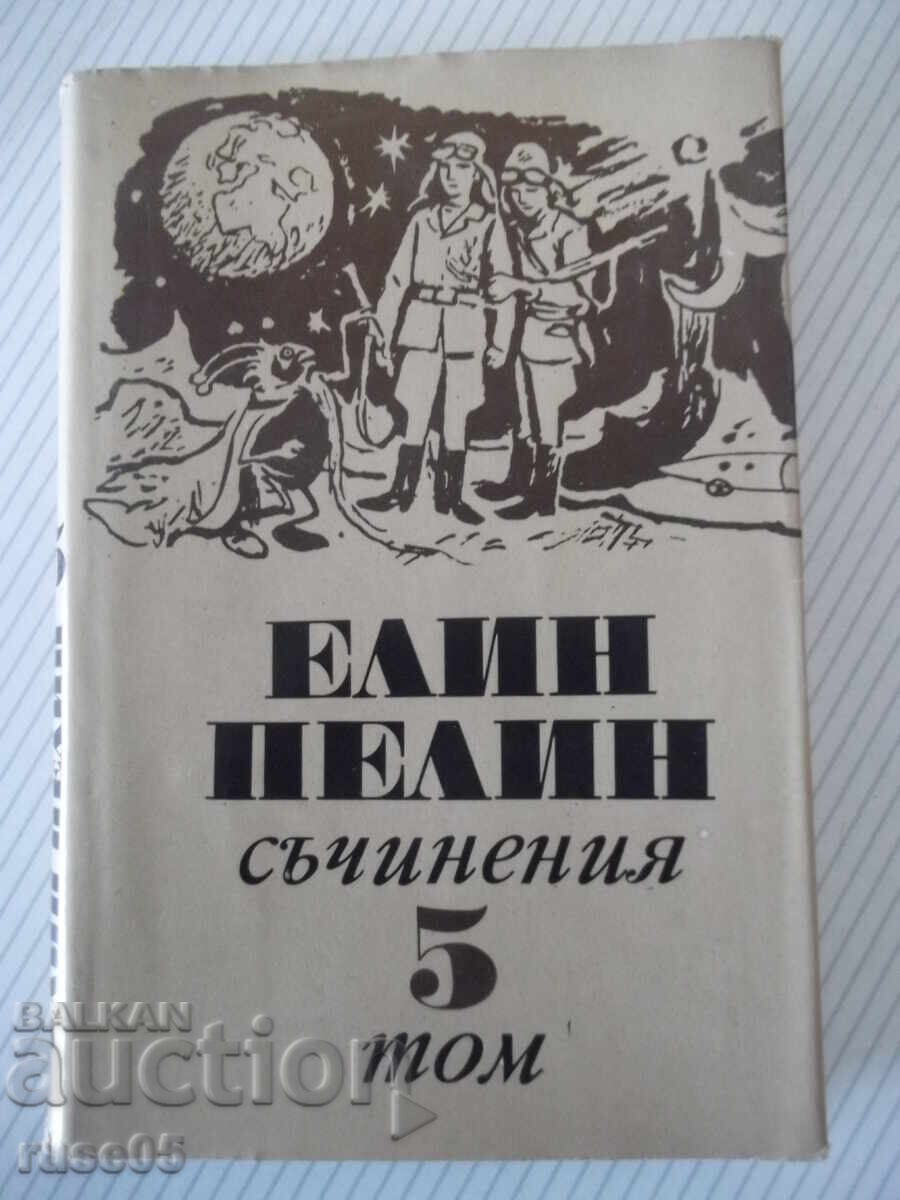 ЕЛИН
ПЕЛИН
съчинения
5
том
BALKAN
auction
ruse05